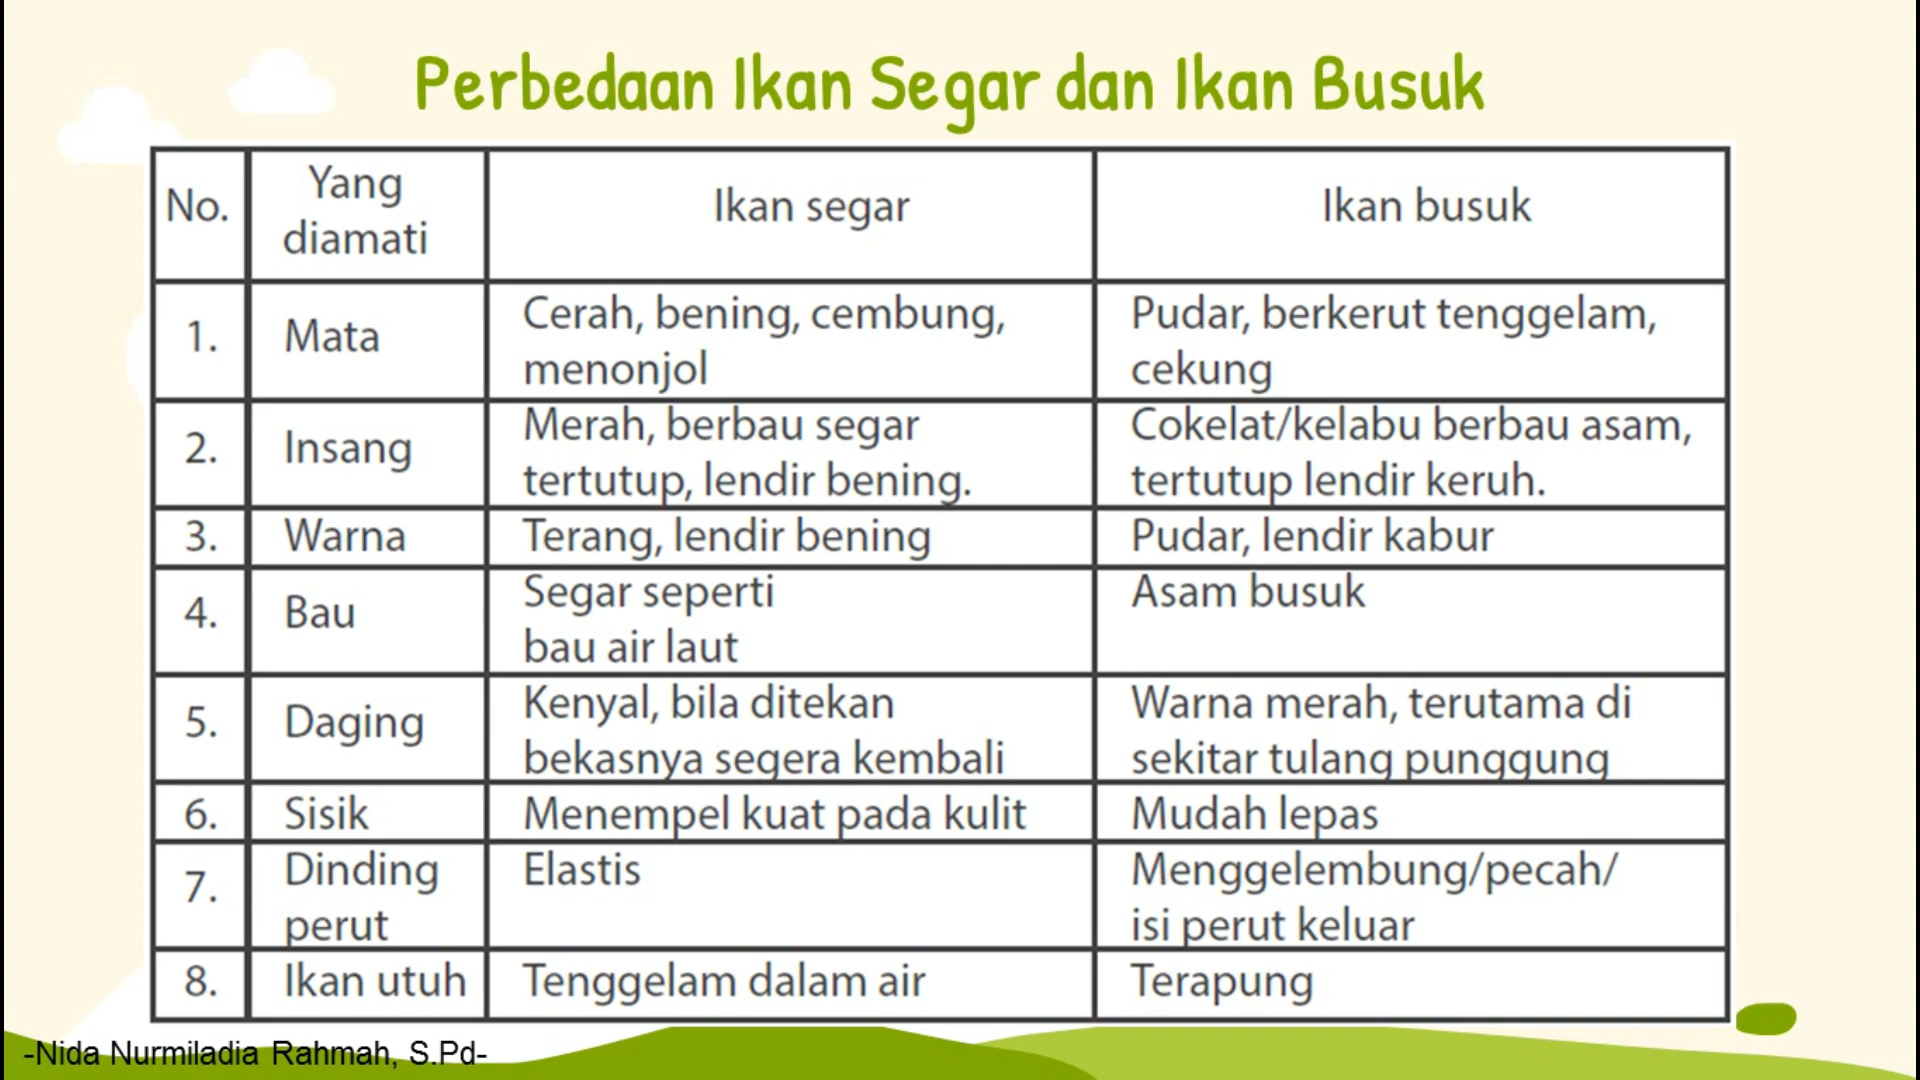 Perbedaan Ikan Segar dan Ikan Busuk
No.
Yang
diamati
Ikan segar
Ikan busuk
1.
Mata
Cerah, bening, cembung,
menonjol
Pudar, berkerut tenggelam,
cekung
2.
Insang
Merah, berbau segar
tertutup, lendir bening.
Cokelat/kelabu berbau asam,
tertutup lendir keruh.
3.
Warna
Terang, lendir bening
Pudar, lendir kabur
4.
Bau
Segar seperti
bau air laut
Asam busuk
5.
Daging
Kenyal, bila ditekan
bekasnya segera kembali
Warna merah, terutama di
sekitar tulang punggung
6.
Sisik
Menempel kuat pada kulit
Mudah lepas
7.
Dinding
perut
Elastis
Menggelembung/pecah/
isi perut keluar
8.
Ikan utuh
Tenggelam dalam air
Terapung
-Nida Nurmiladia Rahmah, S.Pd-